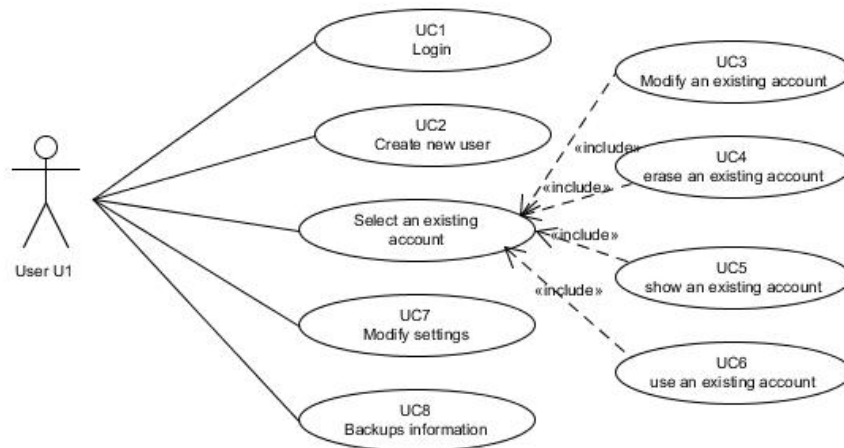 UC1
Login
UC3
Modify an existing account
UC2
Create new user
«include»
UC4
erase an existing account
«include»
Select an existing
account
«include»
UC5
show an existing account
User U1
«include»
UC7
Modify settings
UC6
use an existing account
UC8
Backups information